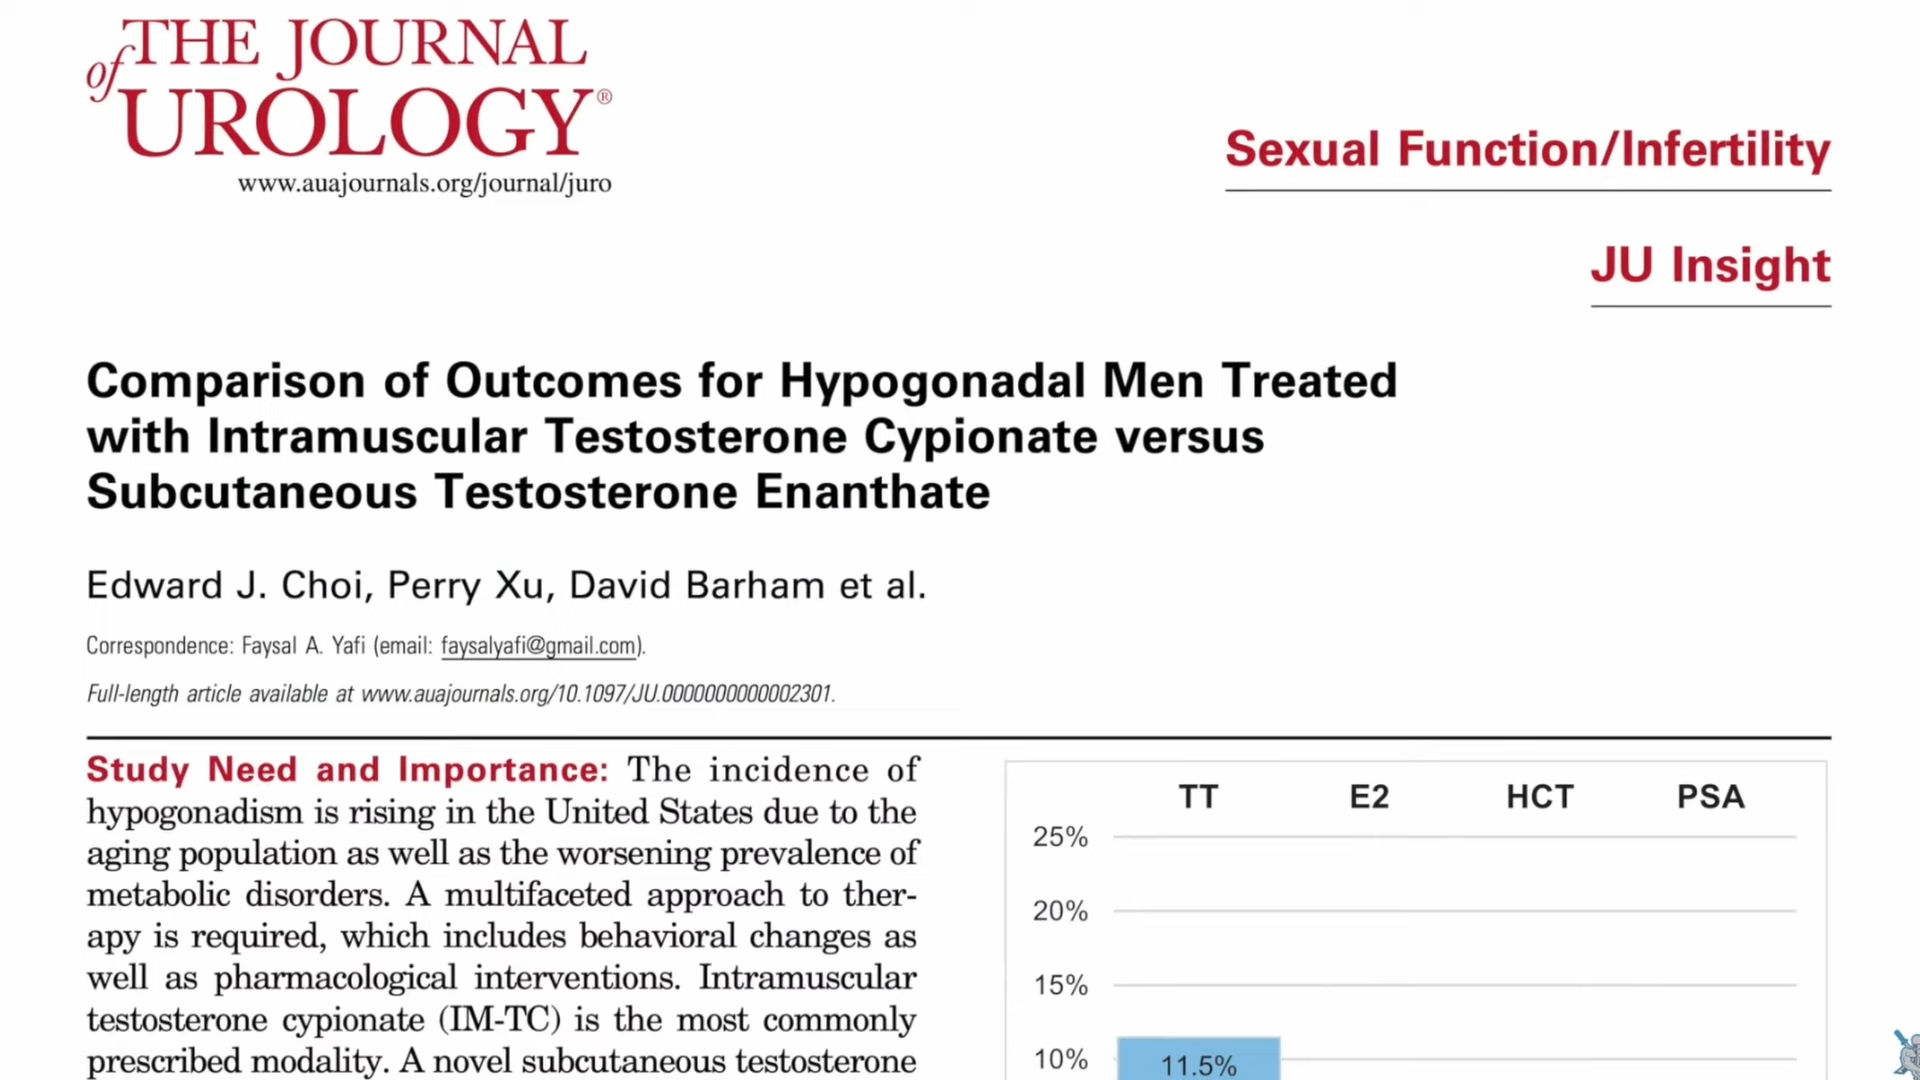 THE JOURNAL
of UROLOGY®
www.auajournals.org/journal/juro
Sexual Function/Infertility
JU Insight
Comparison of Outcomes for Hypogonadal Men Treated
with Intramuscular Testosterone Cypionate versus
Subcutaneous Testosterone Enanthate
Edward J. Choi, Perry Xu, David Barham et al.
Correspondence: Faysal A. Yafi (email: faysalyafi@gmail.com).
Full-length article available at www.auajournals.org/10.1097/JU.0000000000002301.
Study Need and Importance: The incidence of
hypogonadism is rising in the United States due to the
aging population as well as the worsening prevalence of
metabolic disorders. A multifaceted approach to ther-
apy is required, which includes behavioral changes as
well as pharmacological interventions. Intramuscular
testosterone cypionate (IM-TC) is the most commonly
prescribed modality. A novel subcutaneous testosterone
TT E2 HCT PSA
25%
20%
15%
10%
11.5%